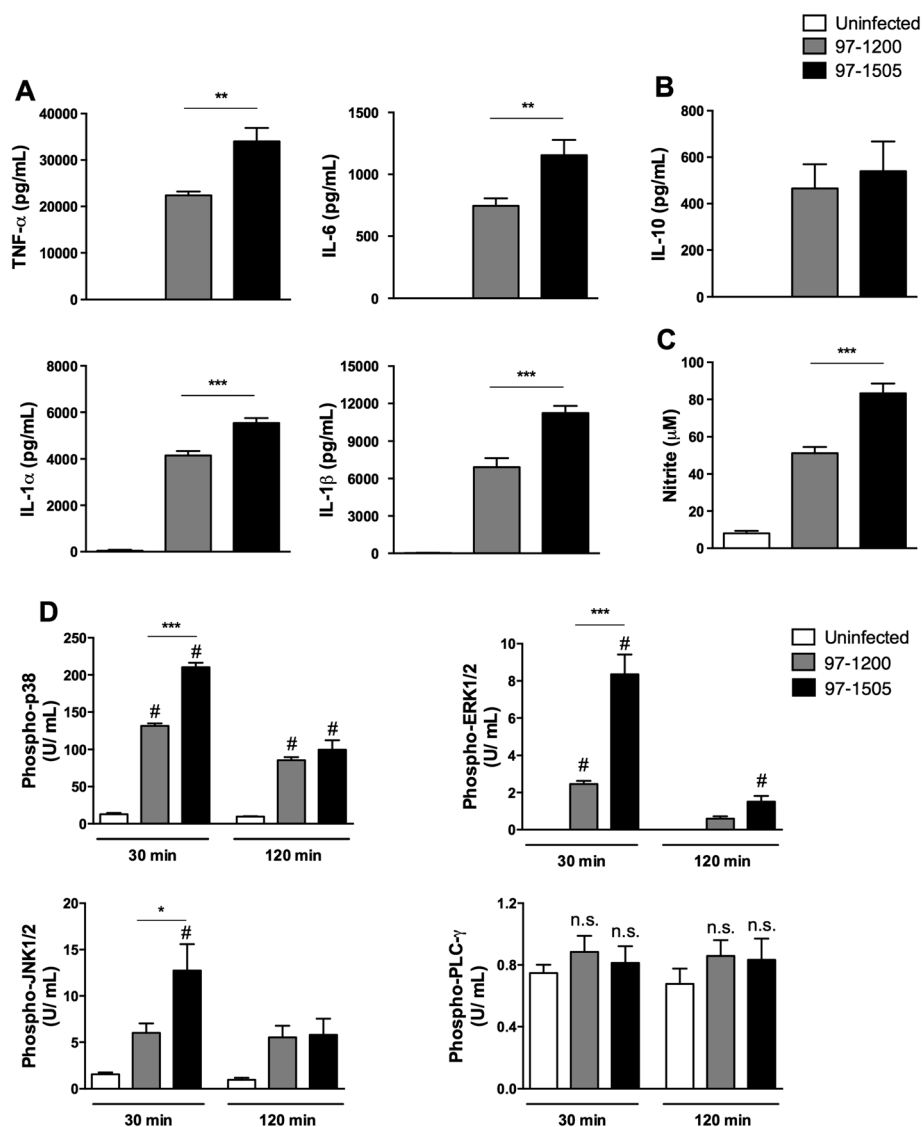 Uninfected
97-1200
97-1505
A
**
40000
30000
20000
10000
0
TNF-α (pg/mL)
**
1500
1000
500
0
IL-6 (pg/mL)
B
800
600
400
200
0
IL-10 (pg/mL)
***
8000
6000
4000
2000
0
IL-1α (pg/mL)
***
15000
12000
9000
6000
3000
0
IL-1β (pg/mL)
C
***
100
80
60
40
20
0
Nitrite (μM)
D
***
250
200
150
100
50
0
Phospho-p38
(U/ mL)
#
#
#
#
30 min
120 min
***
10
8
6
4
2
0
Phospho-ERK1/2
(U/ mL)
#
#
#
30 min
120 min
Uninfected
97-1200
97-1505
*
20
15
10
5
0
Phospho-JNK1/2
(U/ mL)
#
30 min
120 min
1.2
0.8
0.4
0.0
Phospho-PLC-γ
(U/ mL)
n.s.
n.s.
n.s.
n.s.
30 min
120 min